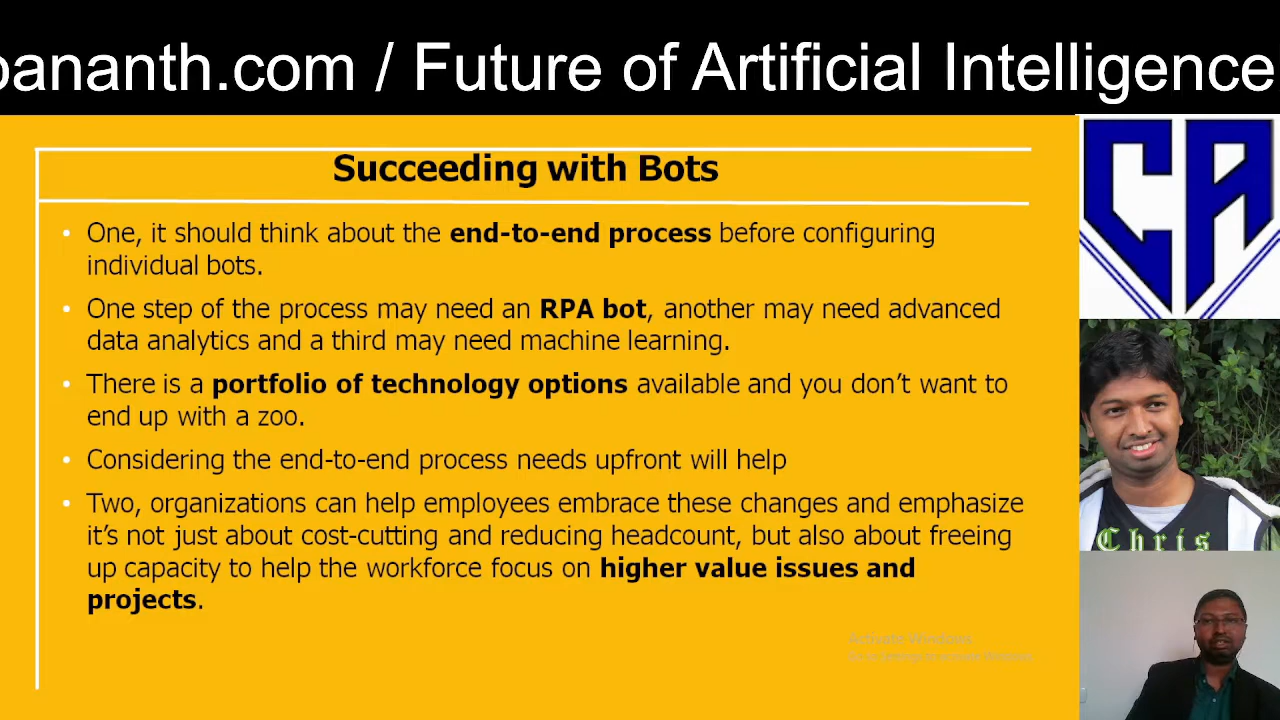 oananth.com / Future of Artificial Intelligence
Succeeding with Bots
• One, it should think about the end-to-end process before configuring
individual bots.
• One step of the process may need an RPA bot, another may need advanced
data analytics and a third may need machine learning.
• There is a portfolio of technology options available and you don’t want to
end up with a zoo.
• Considering the end-to-end process needs upfront will help
• Two, organizations can help employees embrace these changes and emphasize
it’s not just about cost-cutting and reducing headcount, but also about freeing
up capacity to help the workforce focus on higher value issues and
projects.
Activate Windows
CA
Chris